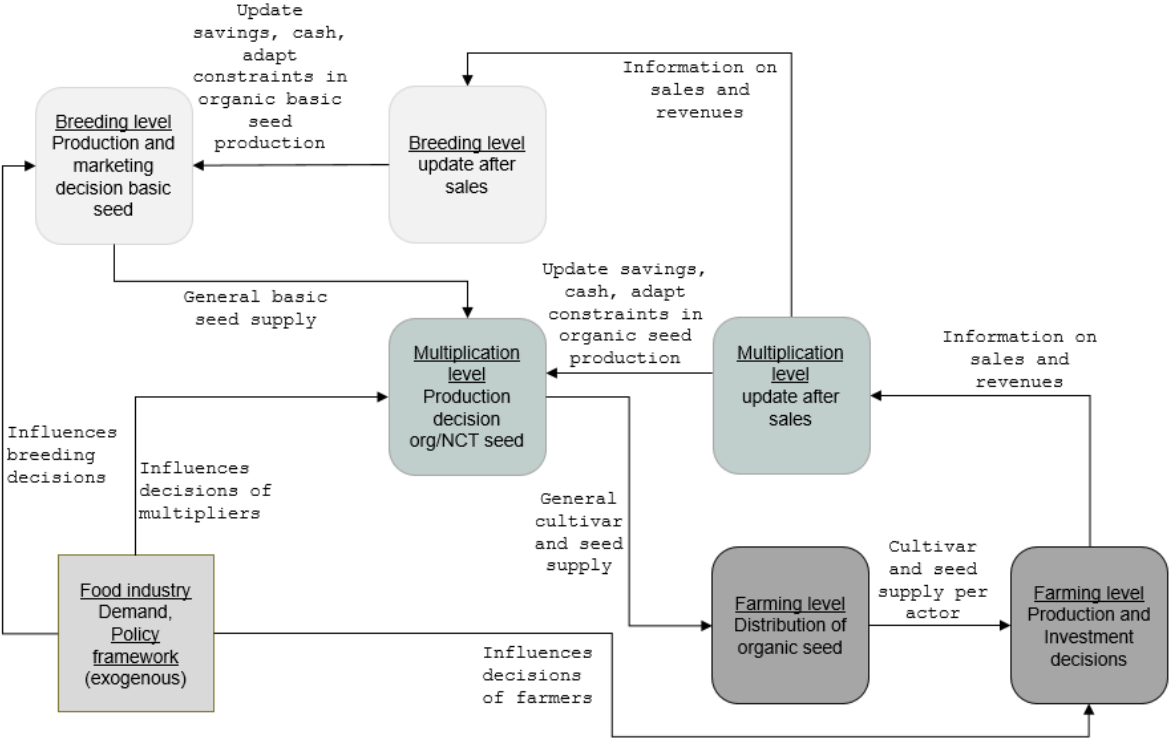 Update
savings, cash,
adapt
constraints in
organic basic
seed
production
Information on
sales and
revenues
Breeding level
Production and
marketing
decision basic
seed
Breeding level
update after
sales
General basic
seed supply
Update savings,
cash, adapt
constraints in
organic seed
production
Information on
sales and
revenues
Multiplication
level
Production
decision
org/NCT seed
Multiplication
level
update after
sales
Influences
breeding
decisions
Influences
decisions of
multipliers
General
cultivar
and seed
supply
Cultivar
and seed
supply per
actor
Food industry
Demand,
Policy
framework
(exogenous)
Farming level
Distribution of
organic seed
Farming level
Production and
Investment
decisions
Influences
decisions
of farmers